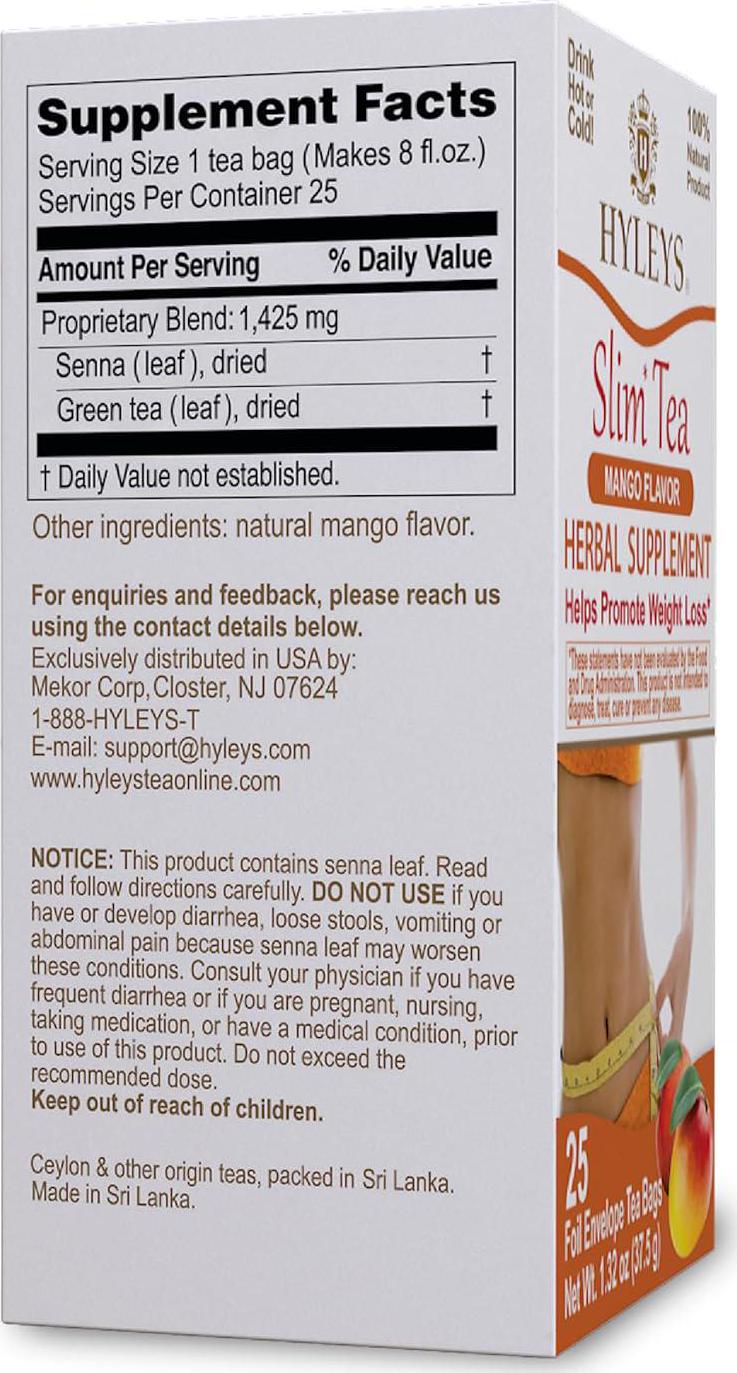 Supplement Facts
Serving Size 1 tea bag (Makes 8 fl.oz.)
Servings Per Container 25
Amount Per Serving % Daily Value
Proprietary Blend: 1,425 mg
Senna (leaf), dried †
Green tea (leaf), dried †
† Daily Value not established.
Other ingredients: natural mango flavor.
For enquiries and feedback, please reach us
using the contact details below.
Exclusively distributed in USA by:
Mekor Corp, Closter, NJ 07624
1-888-HYLEYS-T
E-mail: support@hyleys.com
www.hyleysteaonline.com
NOTICE: This product contains senna leaf. Read
and follow directions carefully. DO NOT USE if you
have or develop diarrhea, loose stools, vomiting or
abdominal pain because senna leaf may worsen
these conditions. Consult your physician if you have
frequent diarrhea or if you are pregnant, nursing,
taking medication, or have a medical condition, prior
to use of this product. Do not exceed the
recommended dose.
Keep out of reach of children.
Ceylon & other origin teas, packed in Sri Lanka.
Made in Sri Lanka.
Drink
Hot or
Cold!
H
100%
Natural
Product
HYLEYS®
Slim* Tea
MANGO FLAVOR
HERBAL SUPPLEMENT
Helps Promote Weight Loss*
*These statements have not been evaluated by the Food
and Drug Administration. This product is not intended to
diagnose, treat, cure or prevent any disease.
25
Foil Envelope Tea Bags
Net Wt. 1.32 oz (37.5 g)